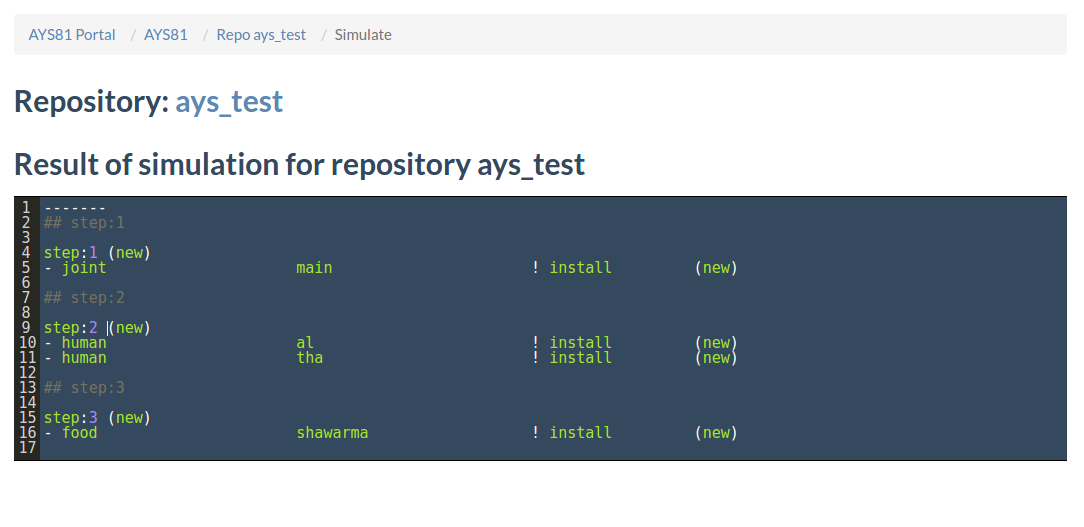 AYS81 Portal / AYS81 / Repo ays_test / Simulate
Repository: ays_test
Result of simulation for repository ays_test
1 -------
2 ## step:1
3
4 step:1 (new)
5 - joint main ! install (new)
6
7 ## step:2
8
9 step:2 (new)
10 - human al ! install (new)
11 - human tha ! install (new)
12
13 ## step:3
14
15 step:3 (new)
16 - food shawarma ! install (new)
17